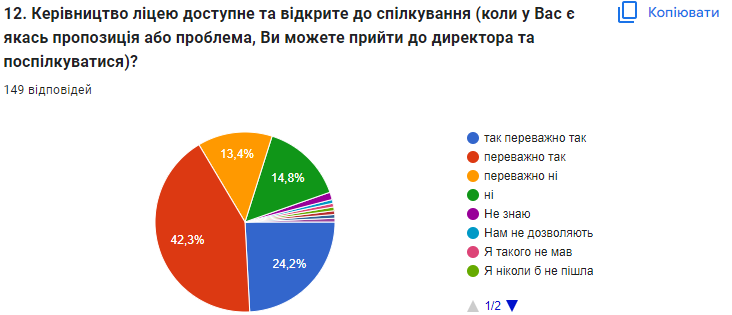 12. Керівництво ліцею доступне та відкрите до спілкування (коли у Вас є
якась пропозиція або проблема, Ви можете прийти до директора та
поспілкуватися)?
Копіювати
149 відповідей
13,4%
14,8%
42,3%
24,2%
так переважно так
переважно так
переважно ні
ні
Не знаю
Нам не дозволяють
Я такого не мав
Я ніколи б не пішла
1/2